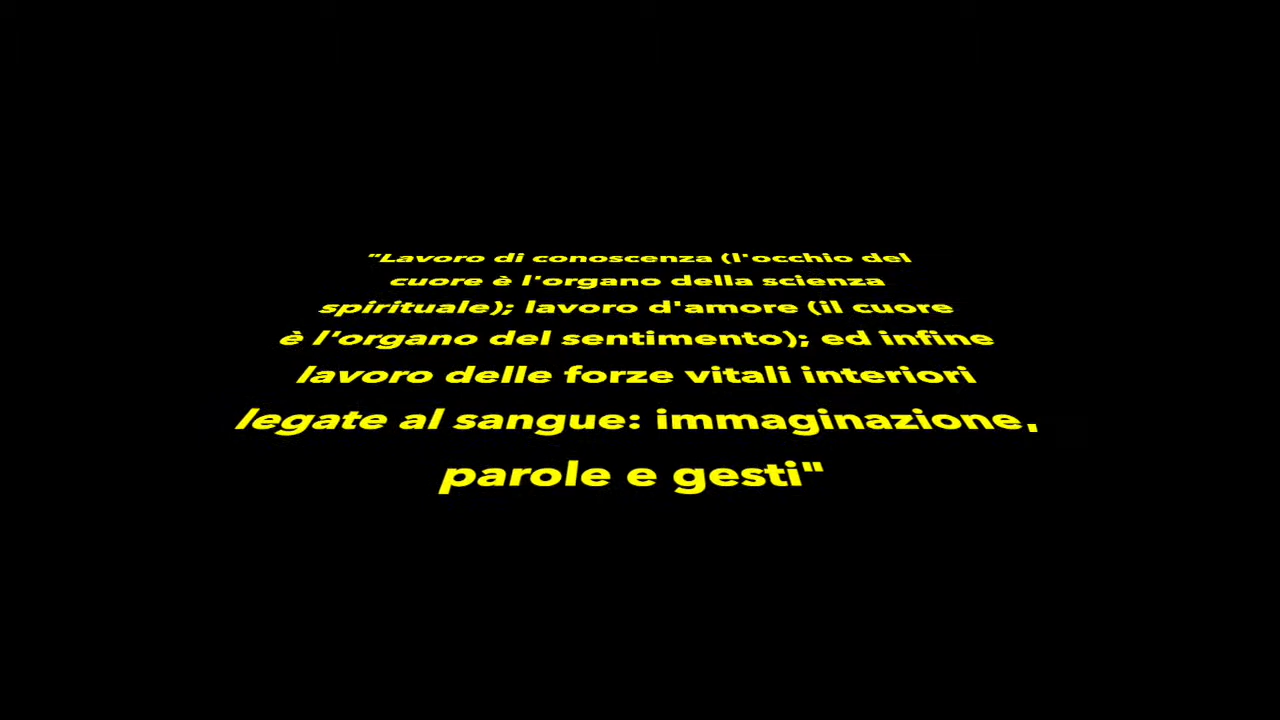 "Lavoro di conoscenza (l'occhio del
cuore è l'organo della scienza
spirituale); lavoro d'amore (il cuore
è l'organo del sentimento); ed infine
lavoro delle forze vitali interiori
legate al sangue: immaginazione,
parole e gesti"